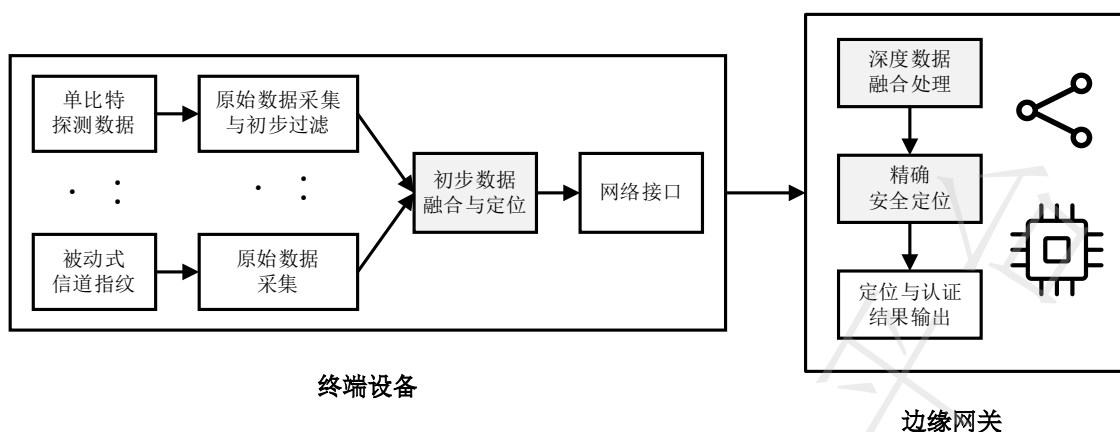 单比特
探测数据
原始数据采集
与初步过滤
被动式
信道指纹
原始数据
采集
初步数据
融合与定位
网络接口
终端设备
深度数据
融合处理
精确
安全定位
定位与认证
结果输出
边缘网关